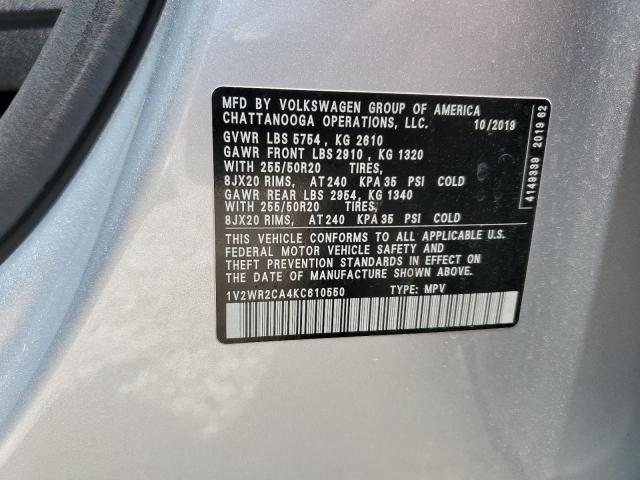 MFD BY VOLKSWAGEN GROUP OF AMERICA
CHATTANOOGA OPERATIONS, LLC. 10/2019
GVWR LBS 5754 , KG 2610
GAWR FRONT LBS 2910 , KG 1320
WITH 255/50R20 TIRES,
8JX20 RIMS, AT 240 KPA 35 PSI COLD
GAWR REAR LBS 2954, KG 1340
WITH 255/50R20 TIRES,
8JX20 RIMS, AT 240 KPA 35 PSI COLD
THIS VEHICLE CONFORMS TO ALL APPLICABLE U.S.
FEDERAL MOTOR VEHICLE SAFETY AND
THEFT PREVENTION STANDARDS IN EFFECT ON
THE DATE OF MANUFACTURE SHOWN ABOVE.
1V2WR2CA4KC610550 TYPE: MPV
4149339 2019 62